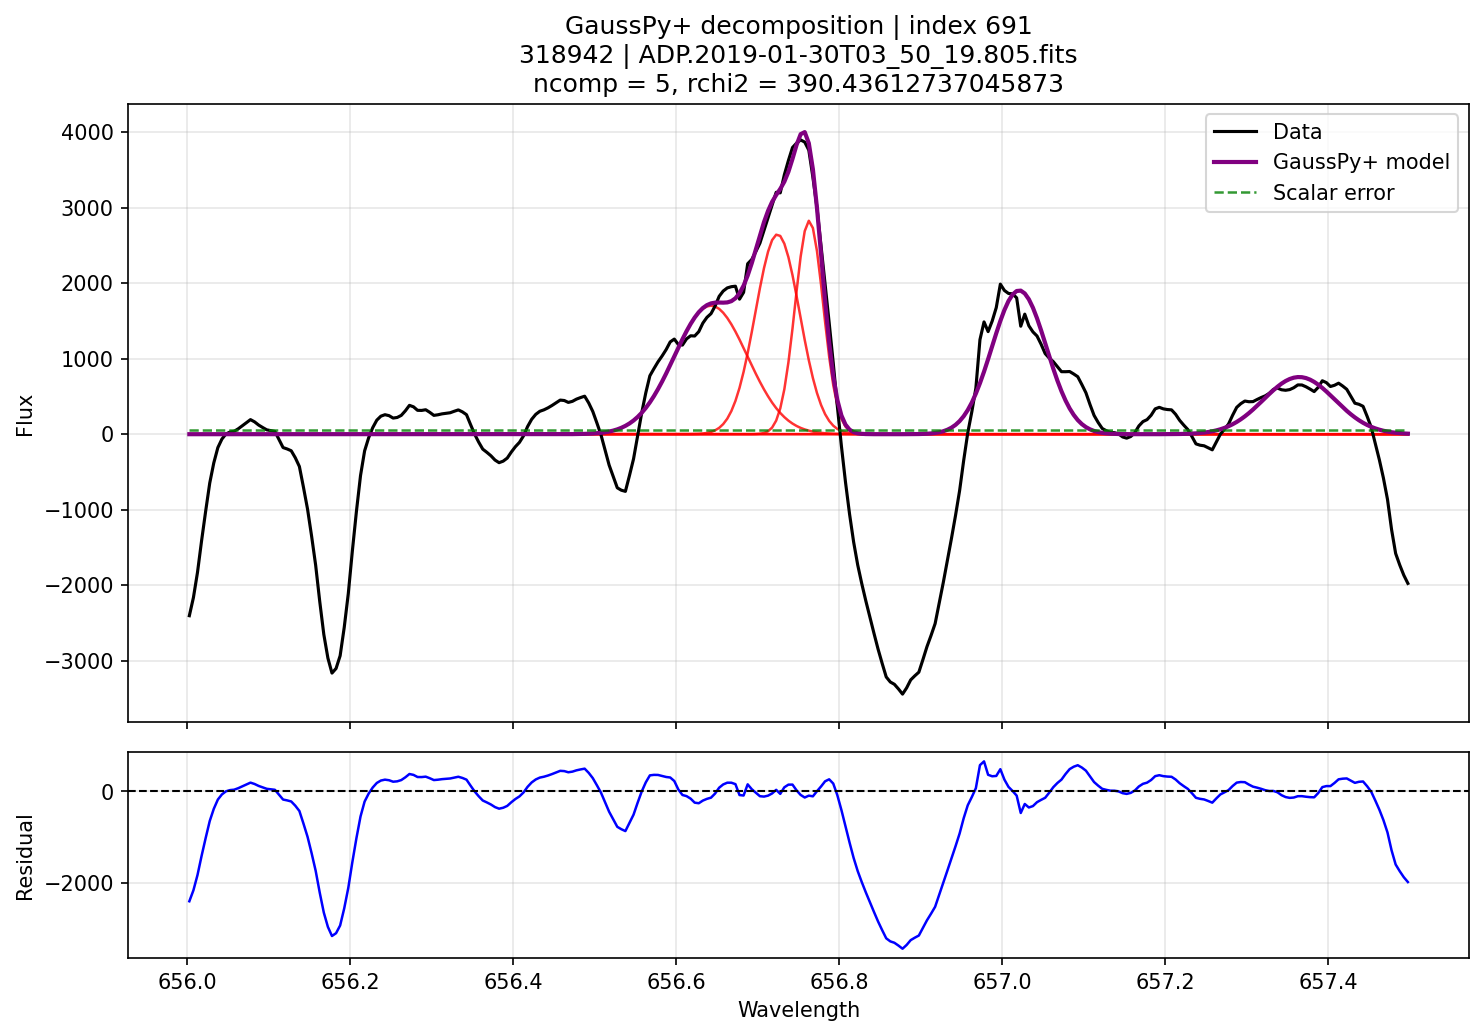 GaussPy+ decomposition | index 691
318942 | ADP.2019-01-30T03_50_19.805.fits
ncomp = 5, rchi2 = 390.43612737045873
Data
GaussPy+ model
Scalar error
Flux
4000
3000
2000
1000
0
−1000
−2000
−3000
Residual
0
−2000
656.0
656.2
656.4
656.6
656.8
657.0
657.2
657.4
Wavelength